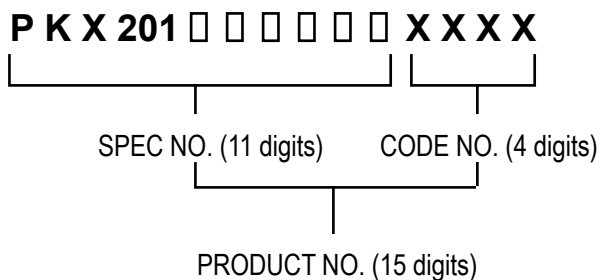 P K X 201 □ □ □ □ □ □ X X X X
SPEC NO. (11 digits) CODE NO. (4 digits)
PRODUCT NO. (15 digits)